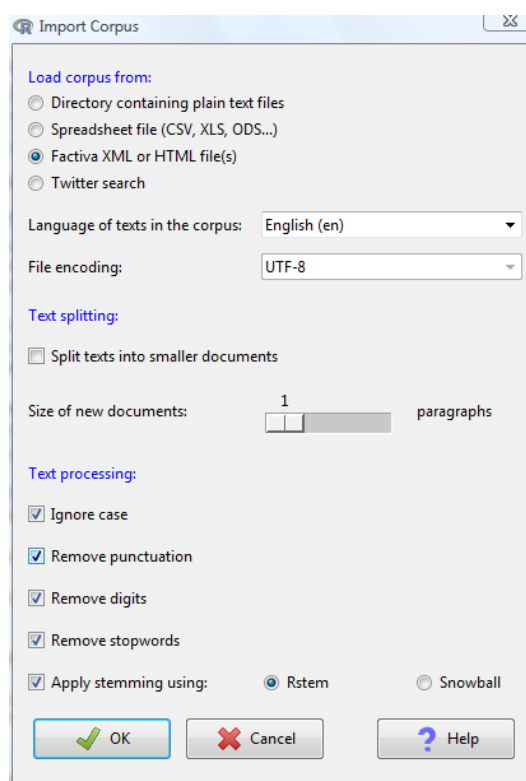 Import Corpus
Load corpus from:
Directory containing plain text files
Spreadsheet file (CSV, XLS, ODS...)
Factiva XML or HTML file(s)
Twitter search
Language of texts in the corpus: English (en)
File encoding: UTF-8
Text splitting:
Split texts into smaller documents
1
Size of new documents: paragraphs
Text processing:
Ignore case
Remove punctuation
Remove digits
Remove stopwords
Apply stemming using: Rstem Snowball
OK Cancel Help